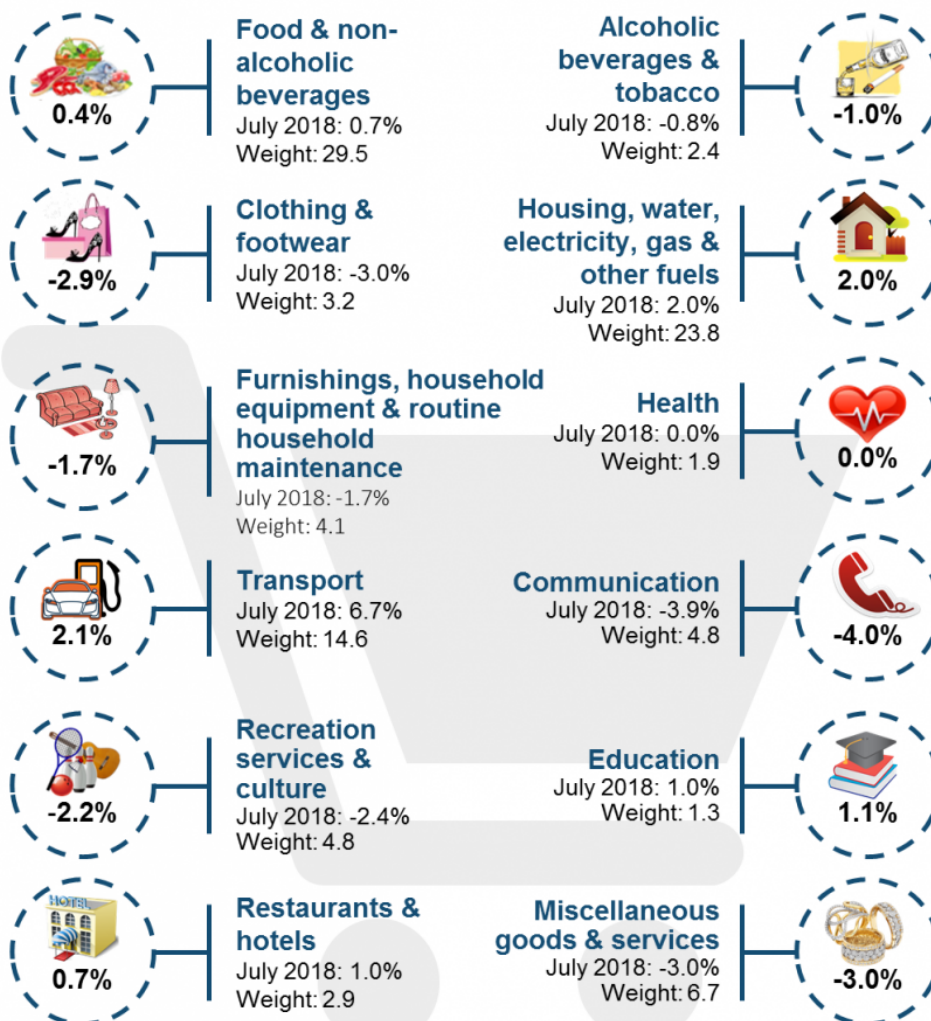 0.4%
Food & non-
alcoholic
beverages
July 2018: 0.7%
Weight: 29.5
Alcoholic
beverages &
tobacco
July 2018: -0.8%
Weight: 2.4
-1.0%
-2.9%
Clothing &
footwear
July 2018: -3.0%
Weight: 3.2
Housing, water,
electricity, gas &
other fuels
July 2018: 2.0%
Weight: 23.8
2.0%
-1.7%
Furnishings, household
equipment & routine
household
maintenance
July 2018: -1.7%
Weight: 4.1
Health
July 2018: 0.0%
Weight: 1.9
0.0%
2.1%
Transport
July 2018: 6.7%
Weight: 14.6
Communication
July 2018: -3.9%
Weight: 4.8
-4.0%
-2.2%
Recreation
services &
culture
July 2018: -2.4%
Weight: 4.8
Education
July 2018: 1.0%
Weight: 1.3
1.1%
HOTEL
0.7%
Restaurants &
hotels
July 2018: 1.0%
Weight: 2.9
Miscellaneous
goods & services
July 2018: -3.0%
Weight: 6.7
-3.0%